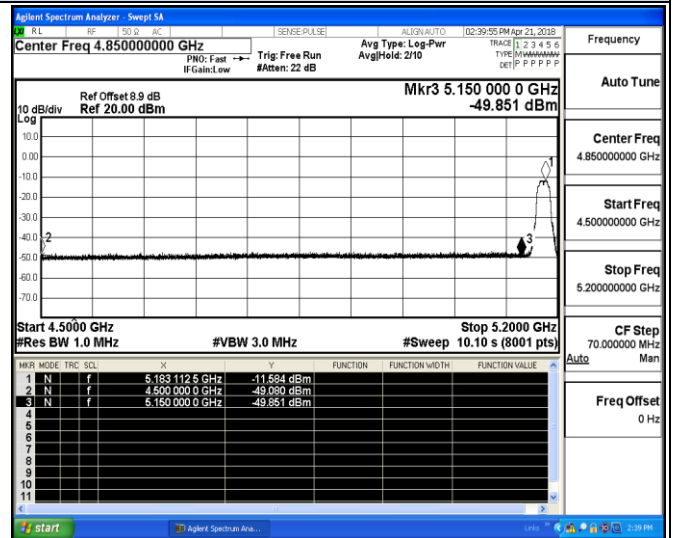 Agilent Spectrum Analyzer - Swept SA
RL RF 50 Ω AC SENSE:PULSE ALIGNAUTO 02:39:55 PM Apr 21, 2018
Center Freq 4.850000000 GHz
PNO: Fast Trig: Free Run Avg Type: Log-Pwr TRACE 1 2 3 4 5 6
IFGain:Low #Atten: 22 dB Avg|Hold: 2/10 TYPE M
DET P P P P P P
Mkr3 5.150 000 0 GHz
Ref Offset 8.9 dB
10 dB/div Ref 20.00 dBm -49.851 dBm
Log
10.0
0.00
1
-10.0
-20.0
-30.0
-40.0
2 3
-50.0
-60.0
-70.0
Start 4.5000 GHz Stop 5.2000 GHz
#Res BW 1.0 MHz #VBW 3.0 MHz #Sweep 10.10 s (8001 pts)
MKR MODE TRC SCL X Y FUNCTION FUNCTION WIDTH FUNCTION VALUE
1 N f 5.183 112 5 GHz -11.584 dBm
2 N f 4.500 000 0 GHz -49.080 dBm
3 N f 5.150 000 0 GHz -49.851 dBm
4
5
6
7
8
9
10
11
Frequency
Auto Tune
Center Freq
4.850000000 GHz
Start Freq
4.500000000 GHz
Stop Freq
5.200000000 GHz
CF Step
70.000000 MHz
Auto Man
Freq Offset
0 Hz
start Agilent Spectrum Ana... Links 2:39 PM